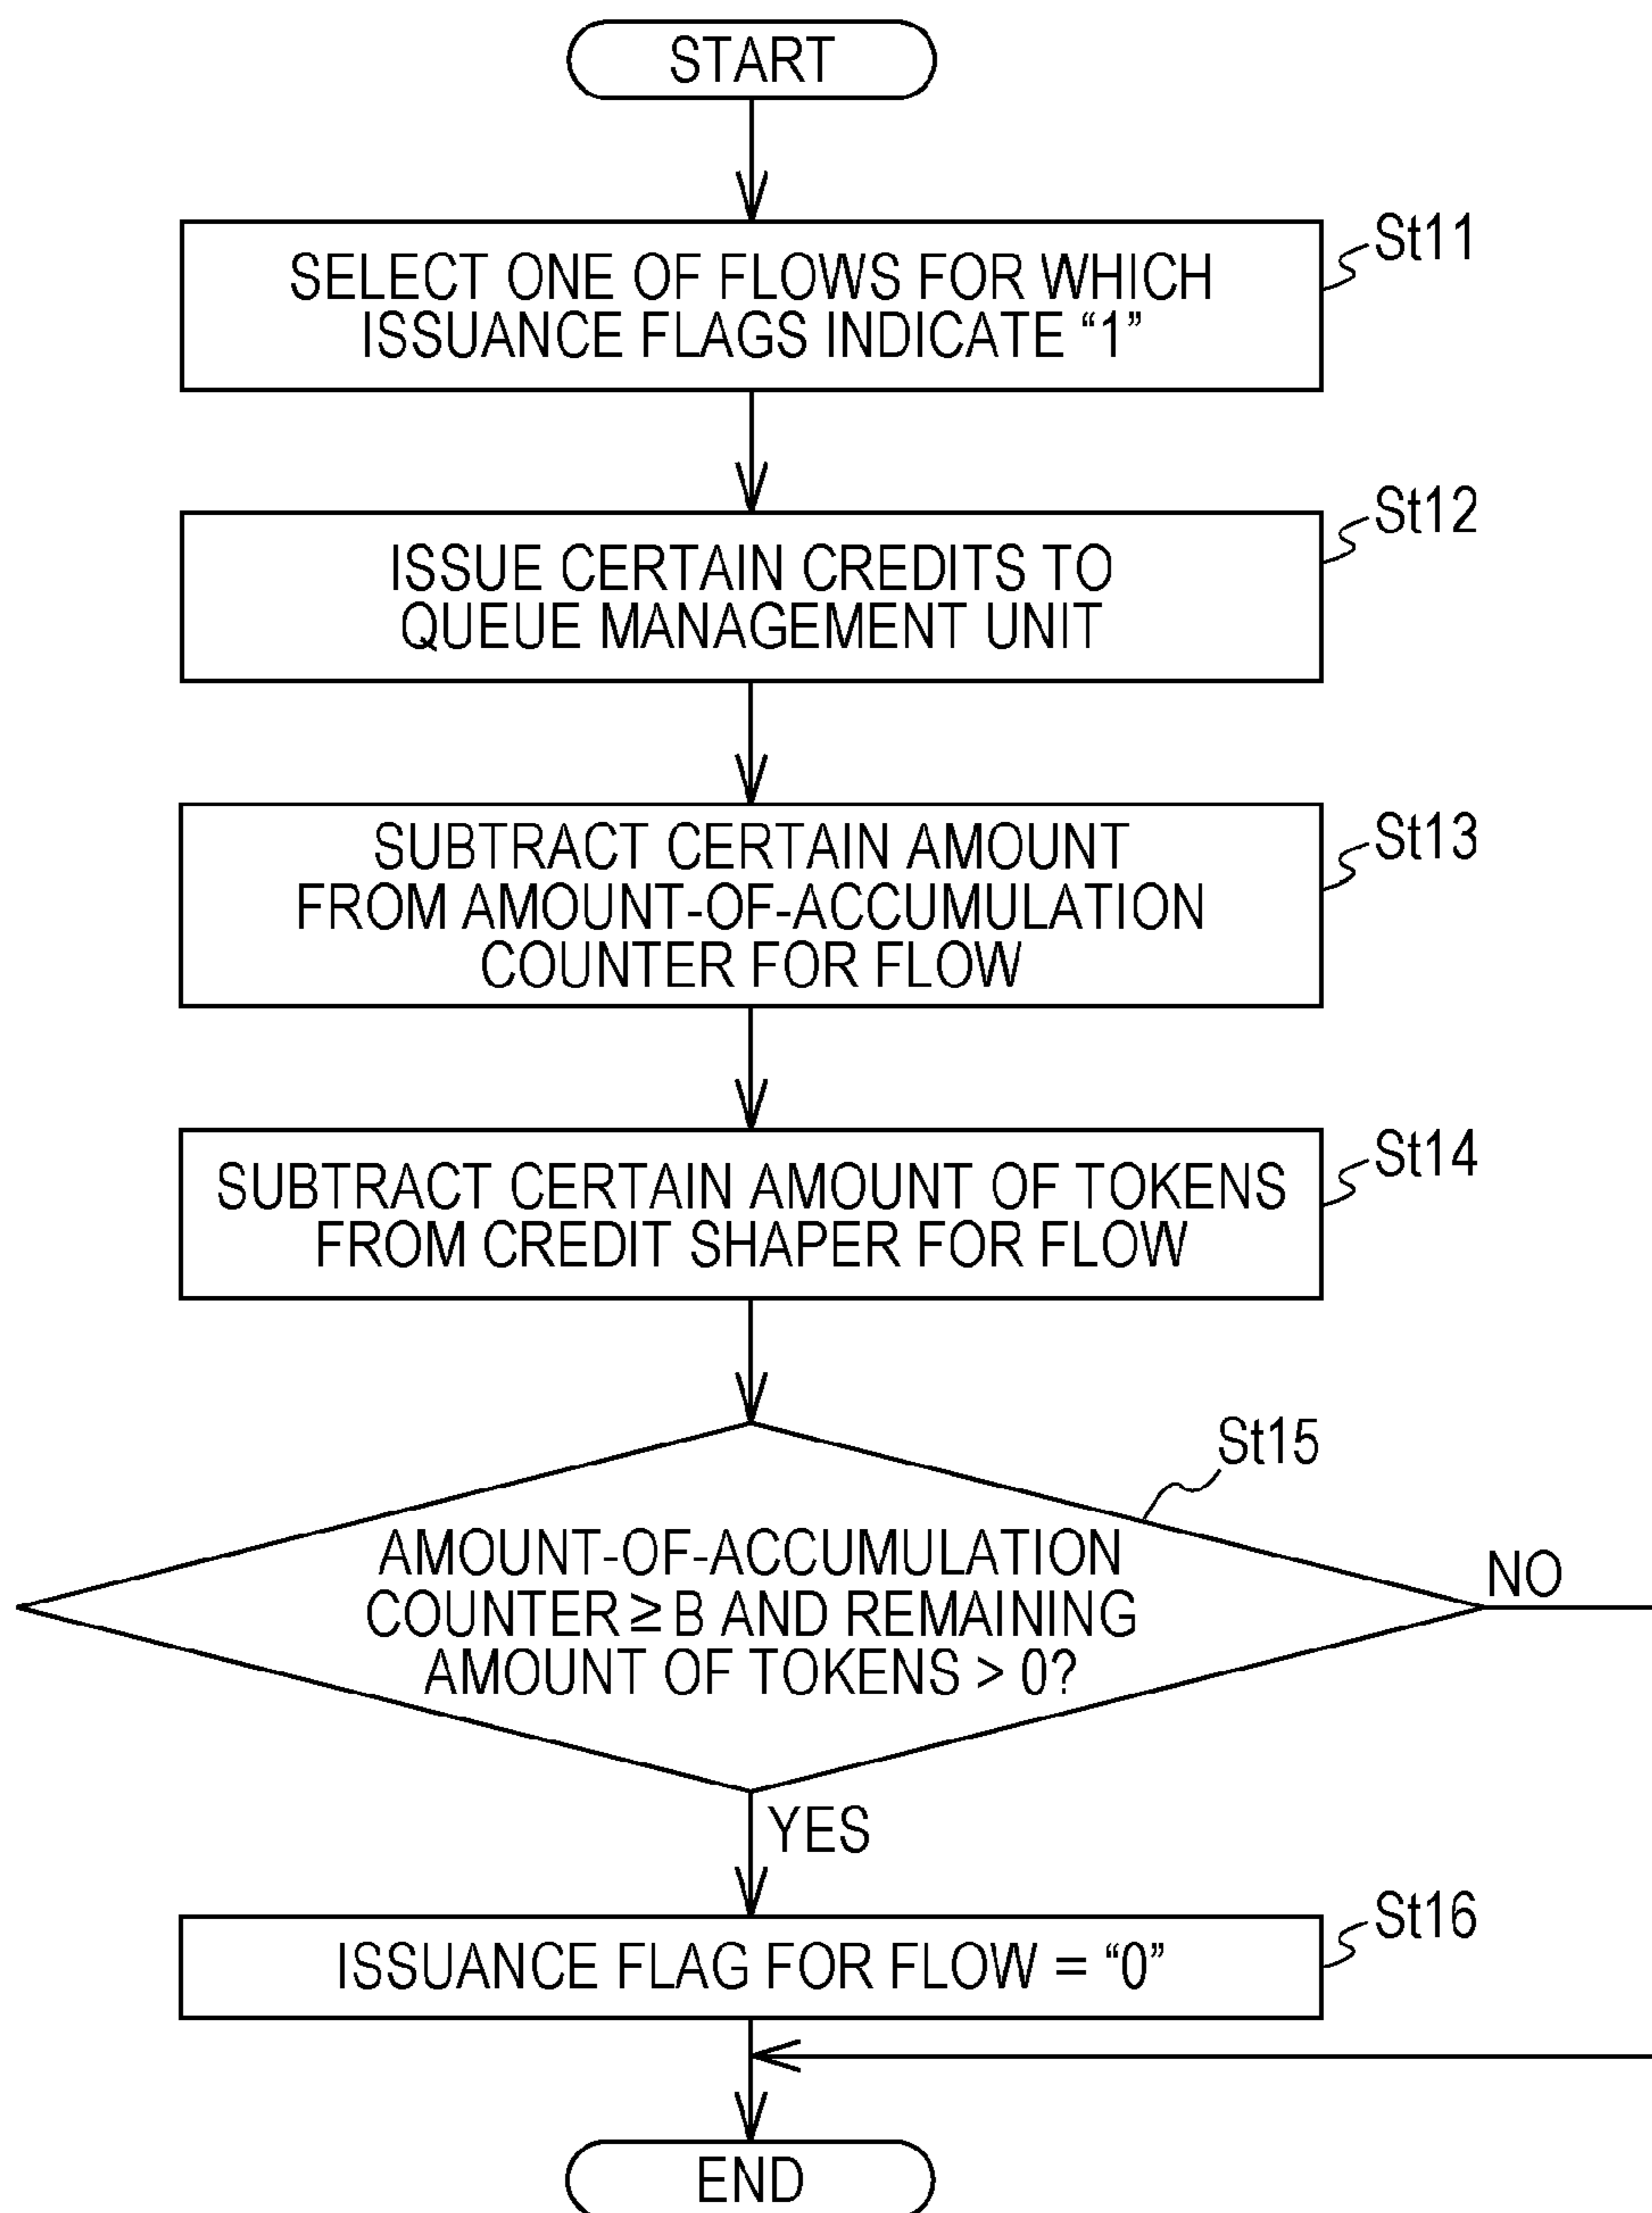 START
St11
SELECT ONE OF FLOWS FOR WHICH
ISSUANCE FLAGS INDICATE “1”
St12
ISSUE CERTAIN CREDITS TO
QUEUE MANAGEMENT UNIT
St13
SUBTRACT CERTAIN AMOUNT
FROM AMOUNT-OF-ACCUMULATION
COUNTER FOR FLOW
St14
SUBTRACT CERTAIN AMOUNT OF TOKENS
FROM CREDIT SHAPER FOR FLOW
St15
AMOUNT-OF-ACCUMULATION
COUNTER ≥ B AND REMAINING
AMOUNT OF TOKENS > 0?
NO
YES
St16
ISSUANCE FLAG FOR FLOW = “0”
END